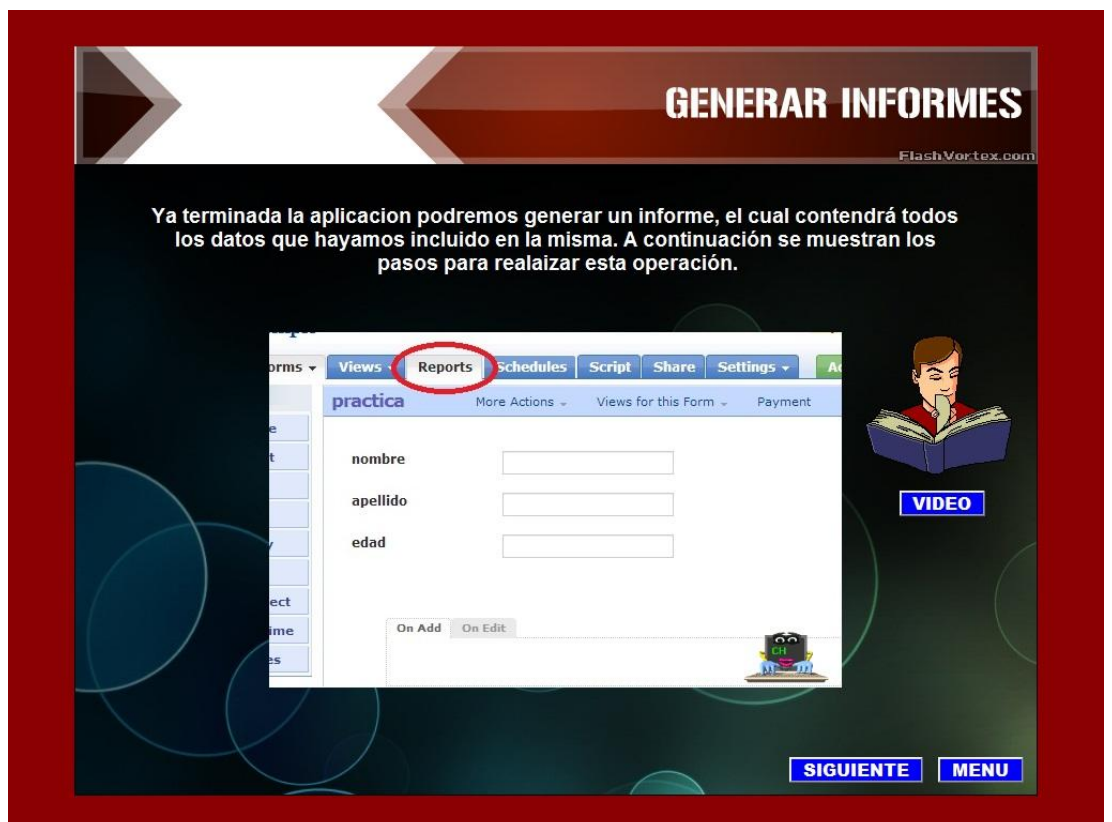 GENERAR INFORMES
FlashVortex.com
Ya terminada la aplicacion podremos generar un informe, el cual contendrá todos
los datos que hayamos incluido en la misma. A continuación se muestran los
pasos para realaizar esta operación.
orms Views Reports Schedules Script Share Settings
practica More Actions Views for this Form Payment
e
t
nombre
apellido
y
edad
ect
ime
es
On Add On Edit
CH
VIDEO
SIGUIENTE MENU